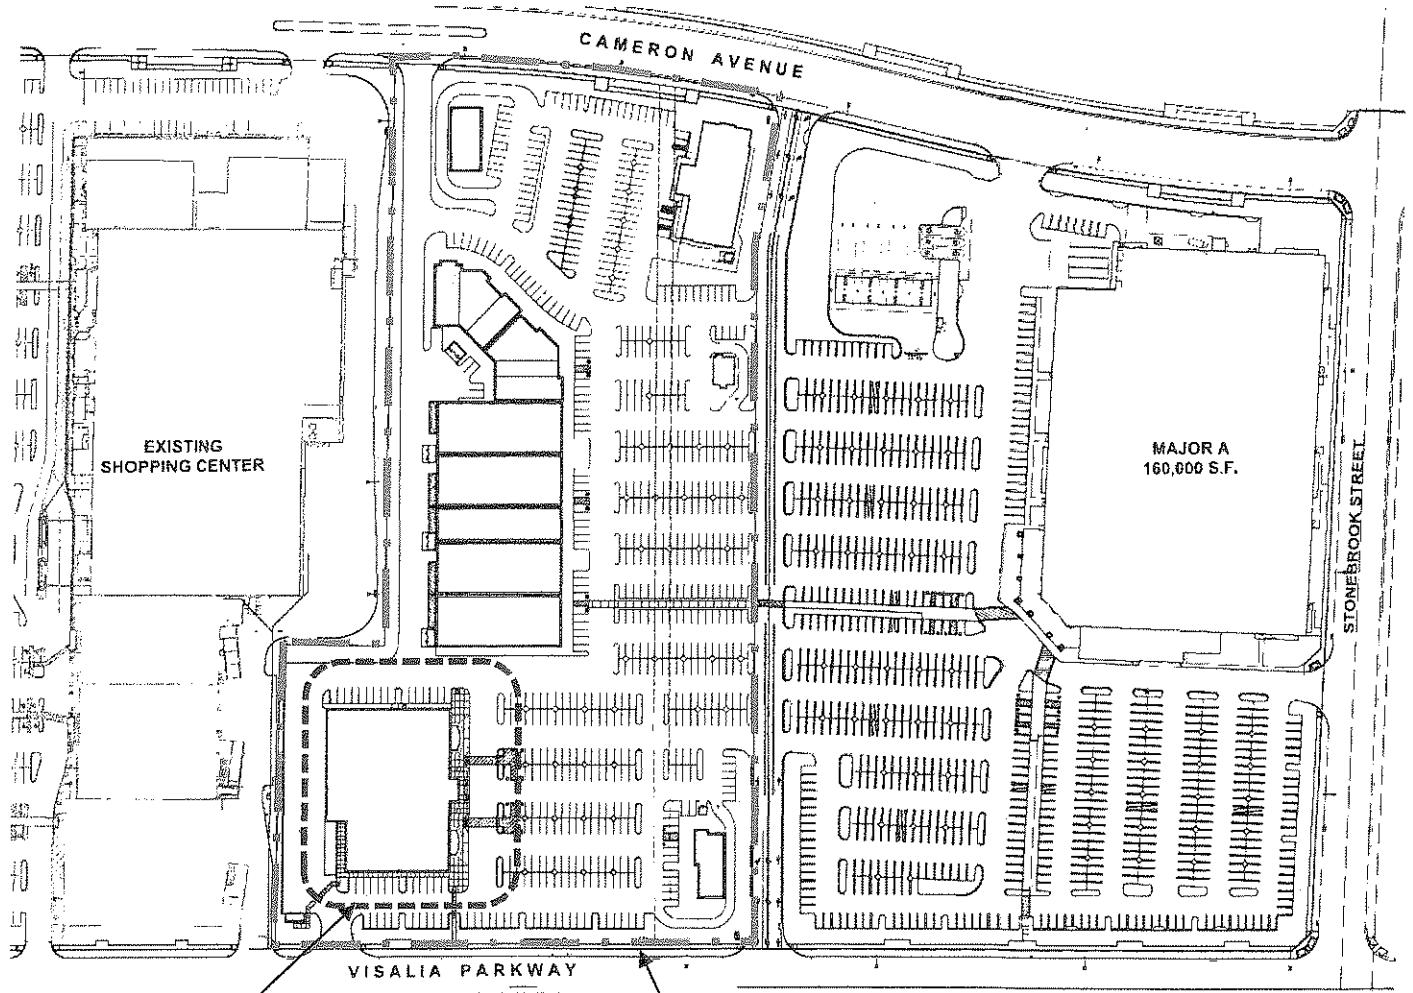 CAMERON AVENUE
EXISTING
SHOPPING CENTER
MAJOR A
160,000 S.F.
STONEBROOK STREET
VISALIA PARKWAY